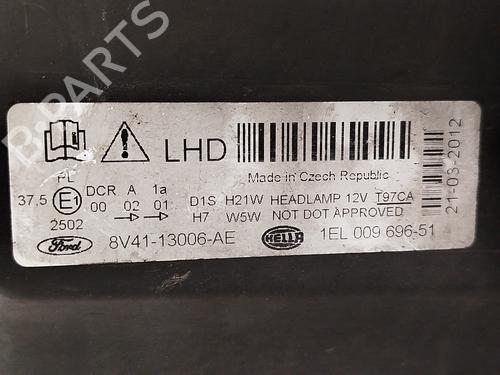 B-PARTS
LHD
Made in Czech Republic
PL
37,5 E1 DCR A 1a
00 02 01
2502
D1S H21W HEADLAMP 12V T97CA
H7 W5W NOT DOT APPROVED
21-03-2012
Ford 8V41-13006-AE HELLA 1EL 009 696-51